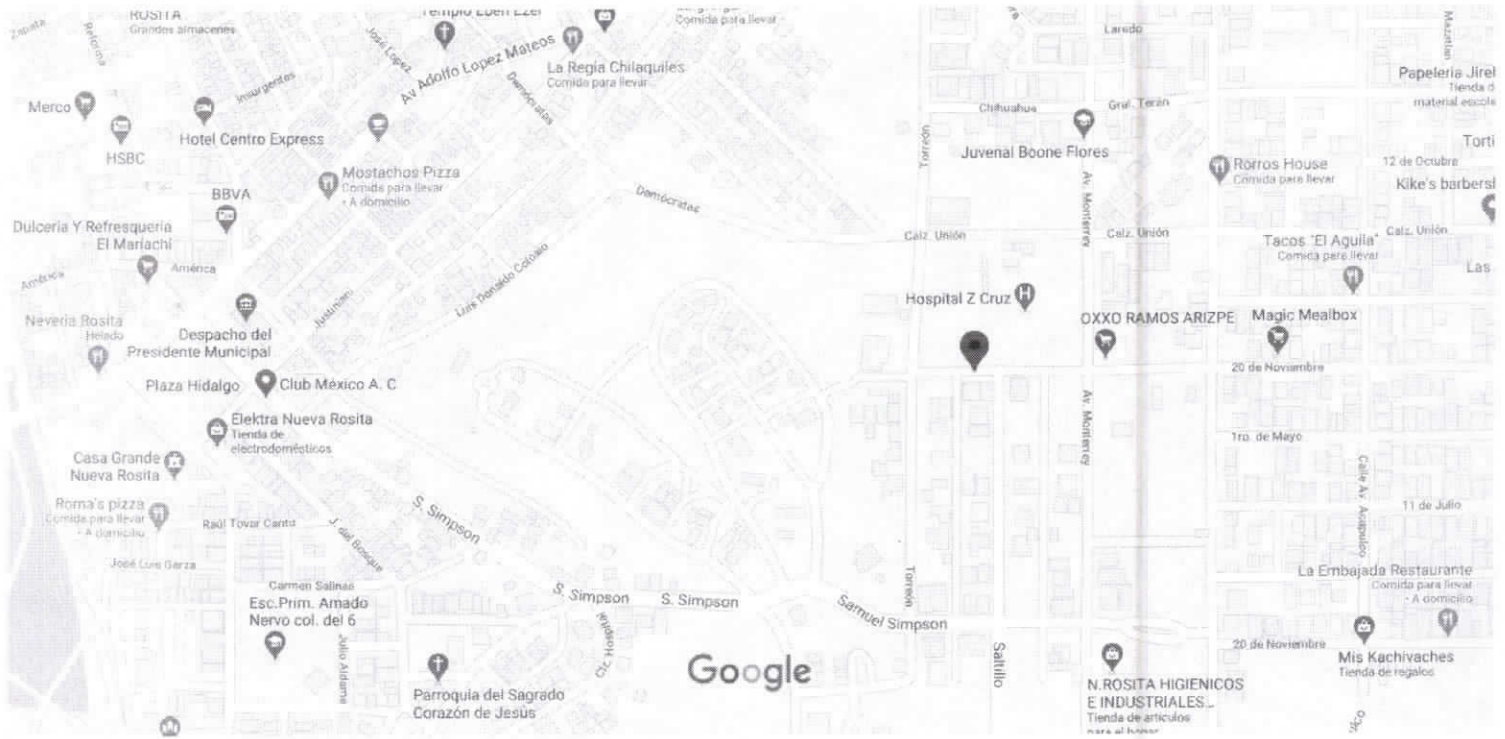 ROSITA
Grandes almacenes
Zapata
Reforma
Merco
HSBC
Insurgentes
Hotel Centro Express
BBVA
Dulceria Y Refresqueria
El Mariachi
América
América
Neveria Rosita
Helado
Despacho del
Presidente Municipal
Plaza Hidalgo
Club México A. C
Elektra Nueva Rosita
Tienda de
electrodomésticos
Casa Grande
Nueva Rosita
Roma's pizza
Comida para llevar
- A domicilio
Raúl Tovar Cantú
J. del Bosque
José Luis Garza
Carmen Salinas
Esc.Prim. Amado
Nervo col. del 6
Julio Aldama
Parroquia del Sagrado
Corazón de Jesús
Templo Eben Ezer
José López
Av Adolfo Lopez Mateos
Comida para llevar
La Regia Chilaquiles
Comida para llevar
Demócratas
Mostachos Pizza
Comida para llevar
- A domicilio
Demócratas
Justiniani
Luis Donaldo Colosio
S. Simpson
S. Simpson
S. Simpson
Samuel Simpson
Hospital
Google
Laredo
Chihuahua
Gral. Terán
Torreón
Juvenal Boone Flores
Av. Monterrey
Calz. Unión
Calz. Unión
Calz. Unión
Hospital Z Cruz
OXXO RAMOS ARIZPE
Magic Mealbox
20 de Noviembre
Av. Monterrey
Torreón
Saltillo
N.ROSITA HIGIENICOS
E INDUSTRIALES...
Tienda de artículos
para el hogar
Mazatlan
Papeleria Jirel
Tienda d
material escola
Torti
12 de Octubre
Rorros House
Comida para llevar
Kike's barbersh
Tacos "El Aguila"
Comida para llevar
Las
1ro. de Mayo
Calle Av. Acapulco
11 de Julio
La Embajada Restaurante
Comida para llevar
- A domicilio
20 de Noviembre
Mis Kachivaches
Tienda de regalos